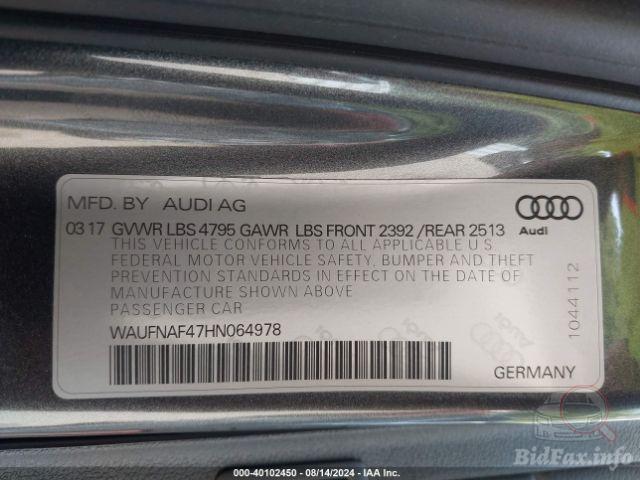 MFD. BY AUDI AG
03 17 GVWR LBS 4795 GAWR LBS FRONT 2392 /REAR 2513
Audi
THIS VEHICLE CONFORMS TO ALL APPLICABLE U.S.
FEDERAL MOTOR VEHICLE SAFETY, BUMPER AND THEFT
PREVENTION STANDARDS IN EFFECT ON THE DATE OF
MANUFACTURE SHOWN ABOVE
PASSENGER CAR
1044112
WAUFNAF47HN064978
GERMANY
000-40102450 - 08/14/2024 - IAA Inc.
BidFax.info